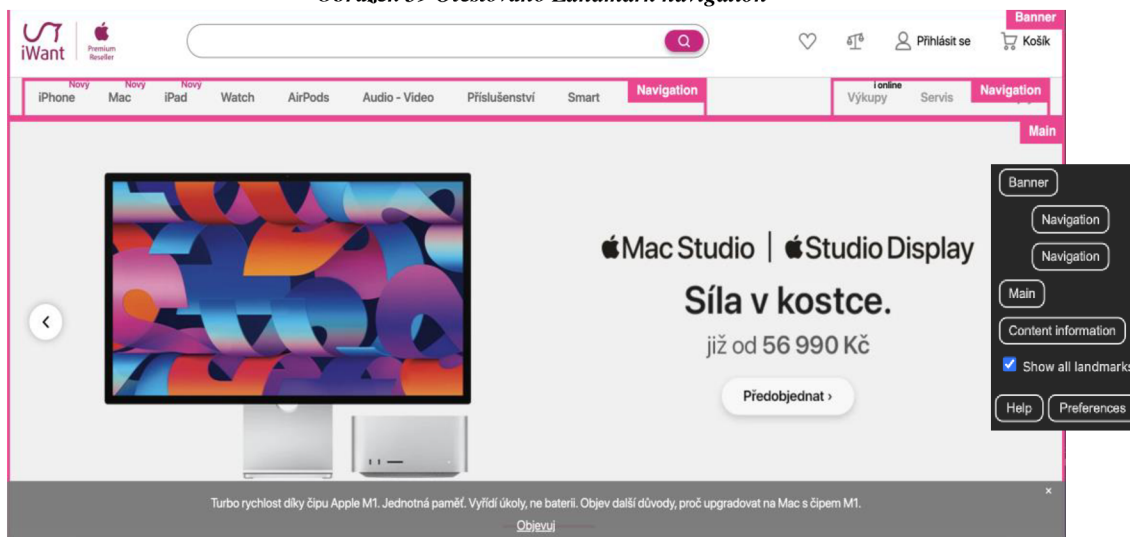 Obrázek 39 Otestováno Landmark navigation
Banner
iWant
Premium
Reseller
Přihlásit se
Košík
Nový Nový Nový
iPhone Mac iPad Watch AirPods Audio - Video Příslušenství Smart Navigation
i online
Výkupy Servis Navigation
Main
Mac Studio | Studio Display
Síla v kostce.
již od 56 990 Kč
Předobjednat ›
Banner
Navigation
Navigation
Main
Content information
Show all landmarks
Help Preferences
Turbo rychlost díky čipu Apple M1. Jednotná paměť. Vyřídí úkoly, ne baterii. Objev další důvody, proč upgradovat na Mac s čipem M1.
Objevuj